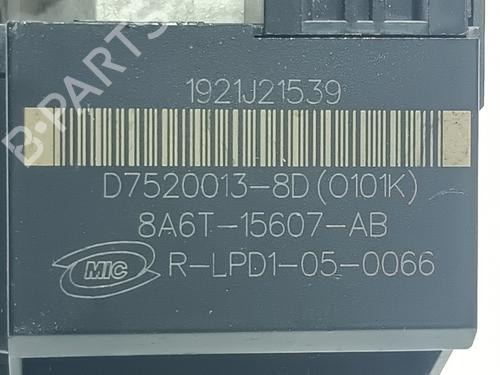 1921J21539
D7520013-8D(0101K)
8A6T-15607-AB
MIC R-LPD1-05-0066
B-PARTS